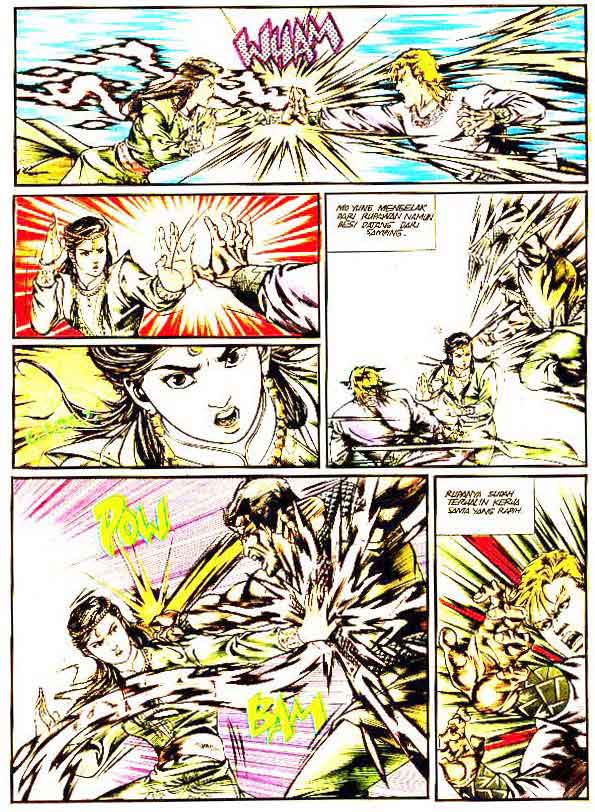 WHAM
MO YUNG MENGELAK
DARI RUPAWAN NAMUN
BESI DATANG DARI
SAMPING.
POW
BAM
RUPANYA SUDAH
TERJALIN KERJA
SAMA YANG RAPIH.